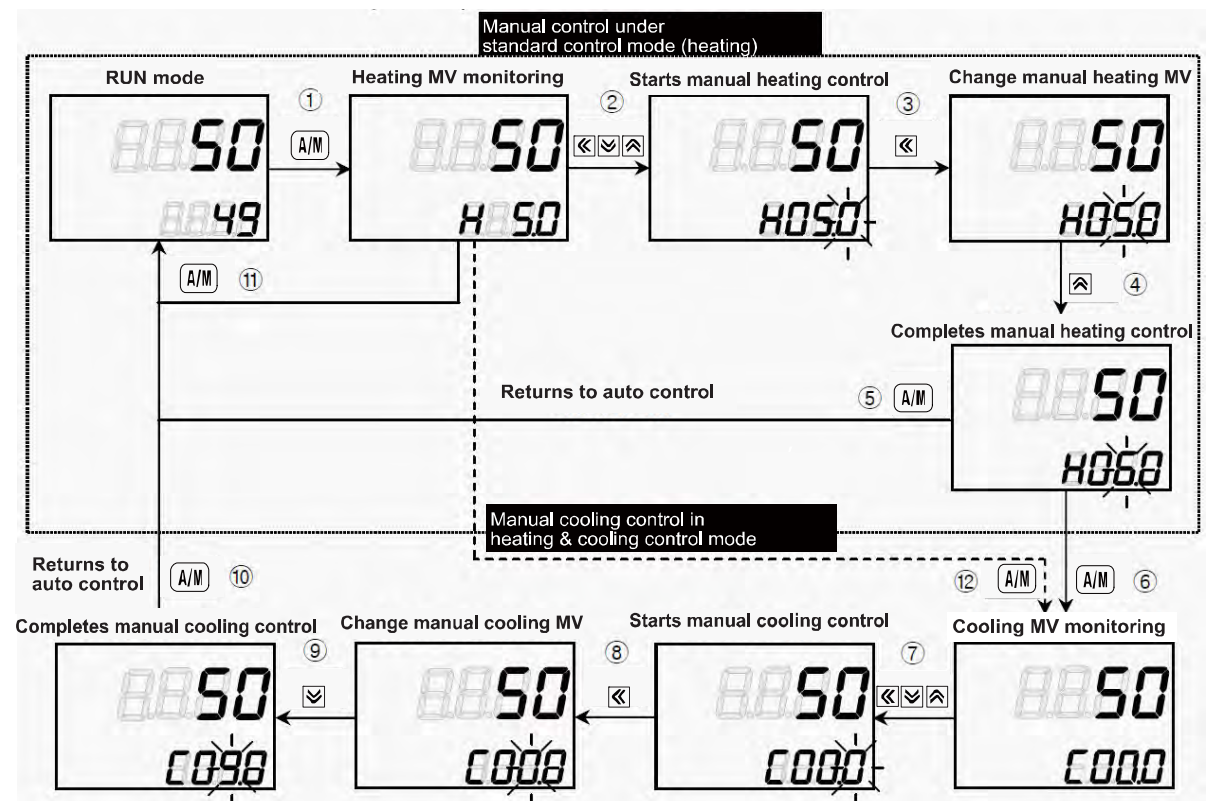 Manual control under
standard control mode (heating)
RUN mode
Heating MV monitoring
Starts manual heating control
Change manual heating MV
①
②
③
A/M
50
50
50
50
49
H 5.0
H05.0
H05.0
A/M
⑪
④
Completes manual heating control
Returns to auto control
⑤
A/M
50
H06.0
Manual cooling control in
heating & cooling control mode
Returns to
auto control
A/M
⑩
⑫
A/M
A/M
⑥
Completes manual cooling control
Change manual cooling MV
Starts manual cooling control
Cooling MV monitoring
⑨
⑧
⑦
50
50
50
50
C09.0
C00.0
C00.0
C00.0